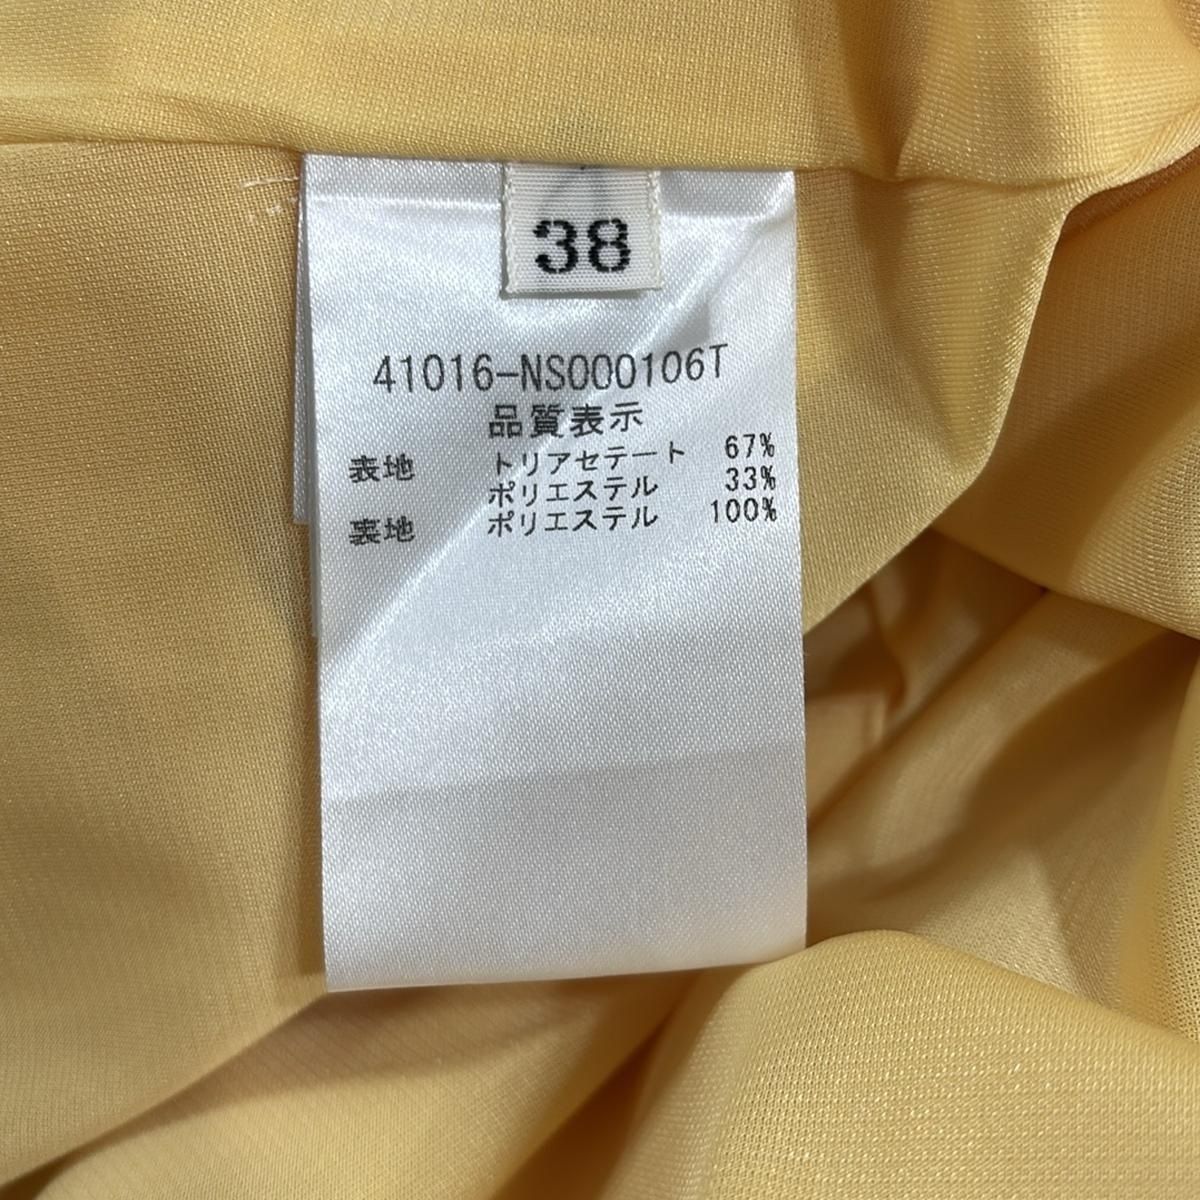 38
41016-NS000106T
品質表示
表地 トリアセテート 67%
ポリエステル 33%
裏地 ポリエステル 100%